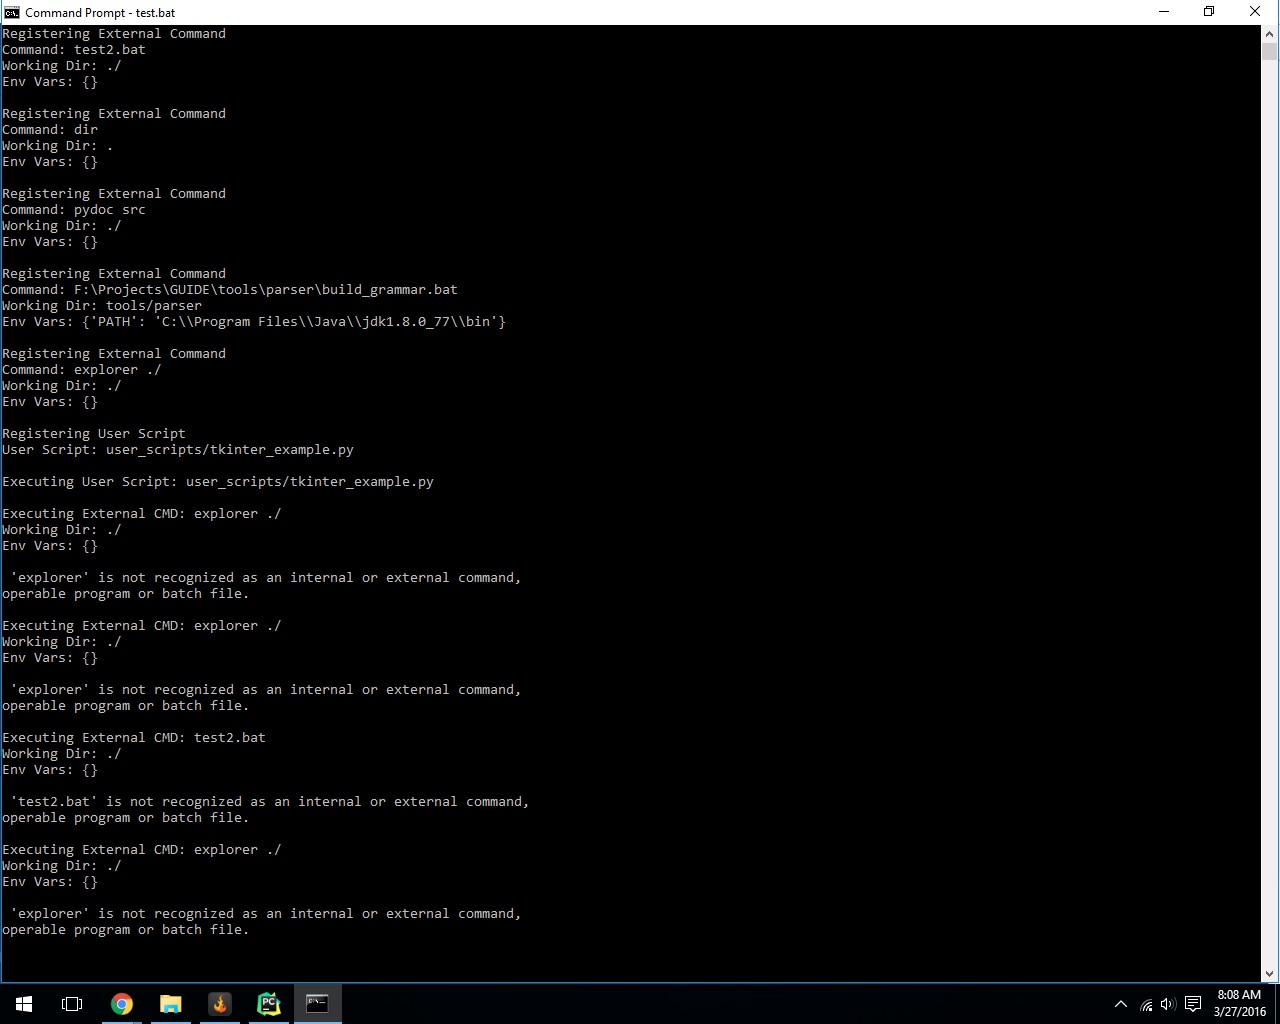 Command Prompt - test.bat
Registering External Command
Command: test2.bat
Working Dir: ./
Env Vars: {}
Registering External Command
Command: dir
Working Dir: .
Env Vars: {}
Registering External Command
Command: pydoc src
Working Dir: ./
Env Vars: {}
Registering External Command
Command: F:\Projects\GUIDE\tools\parser\build_grammar.bat
Working Dir: tools/parser
Env Vars: {'PATH': 'C:\\Program Files\\Java\\jdk1.8.0_77\\bin'}
Registering External Command
Command: explorer ./
Working Dir: ./
Env Vars: {}
Registering User Script
User Script: user_scripts/tkinter_example.py
Executing User Script: user_scripts/tkinter_example.py
Executing External CMD: explorer ./
Working Dir: ./
Env Vars: {}
'explorer' is not recognized as an internal or external command,
operable program or batch file.
Executing External CMD: explorer ./
Working Dir: ./
Env Vars: {}
'explorer' is not recognized as an internal or external command,
operable program or batch file.
Executing External CMD: test2.bat
Working Dir: ./
Env Vars: {}
'test2.bat' is not recognized as an internal or external command,
operable program or batch file.
Executing External CMD: explorer ./
Working Dir: ./
Env Vars: {}
'explorer' is not recognized as an internal or external command,
operable program or batch file.
PC
8:08 AM
3/27/2016